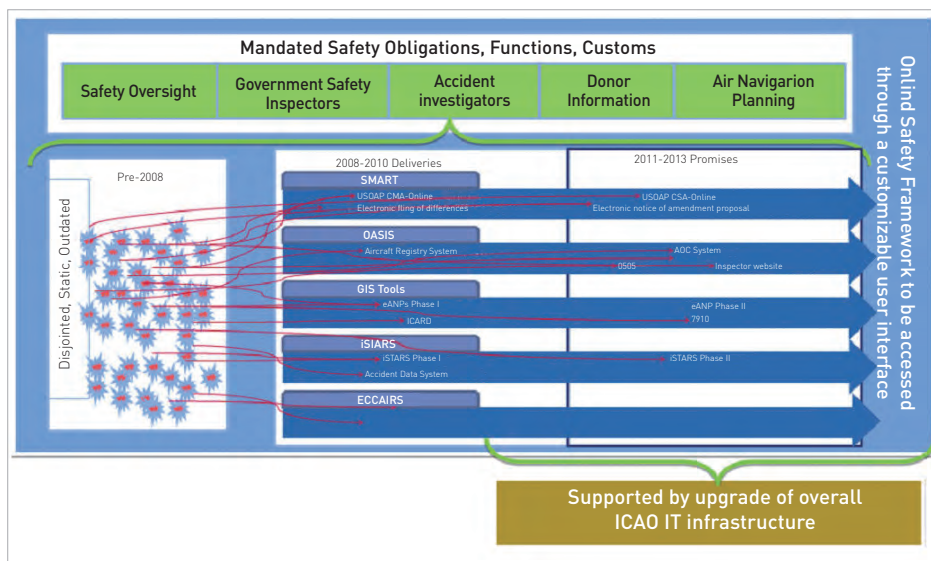 Mandated Safety Obligations, Functions, Customs
Safety Oversight
Government Safety
Inspectors
Accident
investigators
Donor
Information
Air Navigarion
Planning
Onlind Safety Framework to be accessed
through a customizable user interface
Disjointed, Static, Outdated
Pre-2008
2008-2010 Deliveries
2011-2013 Promises
SMART
USOAP CMA-Online
USOAP CSA-Online
Electronic filing of differences
Electronic notice of amendment proposal
OASIS
Aircraft Registry System
AOC System
0505
Inspector website
GIS Tools
eANPs Phase I
eANP Phase II
ICARD
7910
iSIARS
iSTARS Phase I
iSTARS Phase II
Accident Data System
ECCAIRS
Supported by upgrade of overall
ICAO IT infrastructure